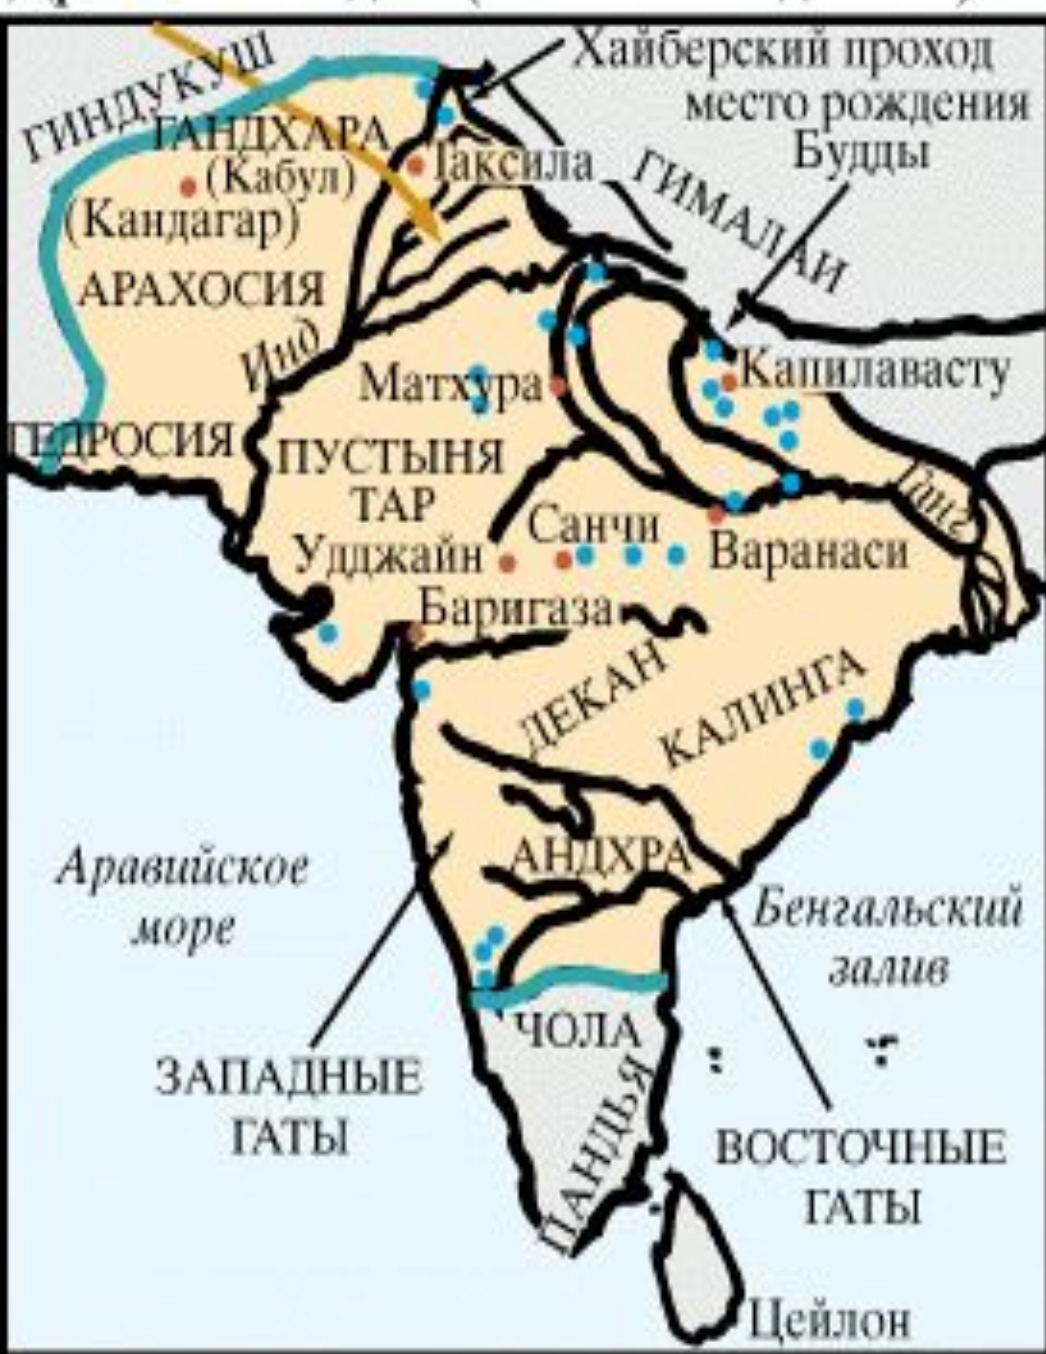 Хайберский проход
место рождения
Будды
ГИНДУКУШ
ГАНДХАРА
(Кабул)
Таксила
ГИМАЛАИ
(Кандагар)
АРАХОСИЯ
Инд
Матхура
Капилавасту
ГЕДРОСИЯ
ПУСТЫНЯ
ТАР
Ганг
Санчи
Удджайн
Варанаси
Баригаза
ДЕКАН
КАЛИНГА
АНДХРА
Аравийское
море
Бенгальский
залив
ЧОЛА
ЗАПАДНЫЕ
ГАТЫ
ПАНДЬЯ
ВОСТОЧНЫЕ
ГАТЫ
Цейлон